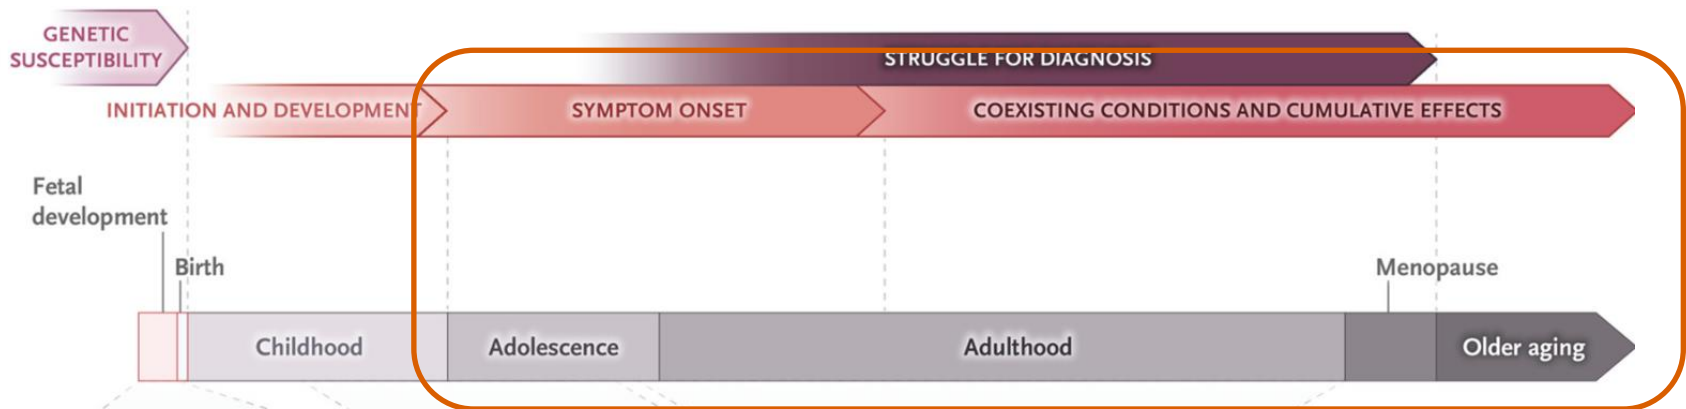 GENETIC
SUSCEPTIBILITY
STRUGGLE FOR DIAGNOSIS
INITIATION AND DEVELOPMENT
SYMPTOM ONSET
COEXISTING CONDITIONS AND CUMULATIVE EFFECTS
Fetal
development
Birth
Menopause
Childhood
Adolescence
Adulthood
Older aging